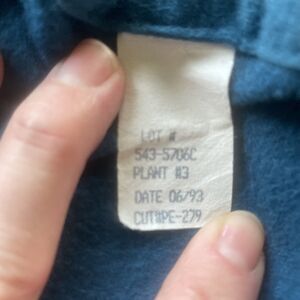 LOT #
543-5706C
PLANT #3
DATE 06/93
CUT#PE-279